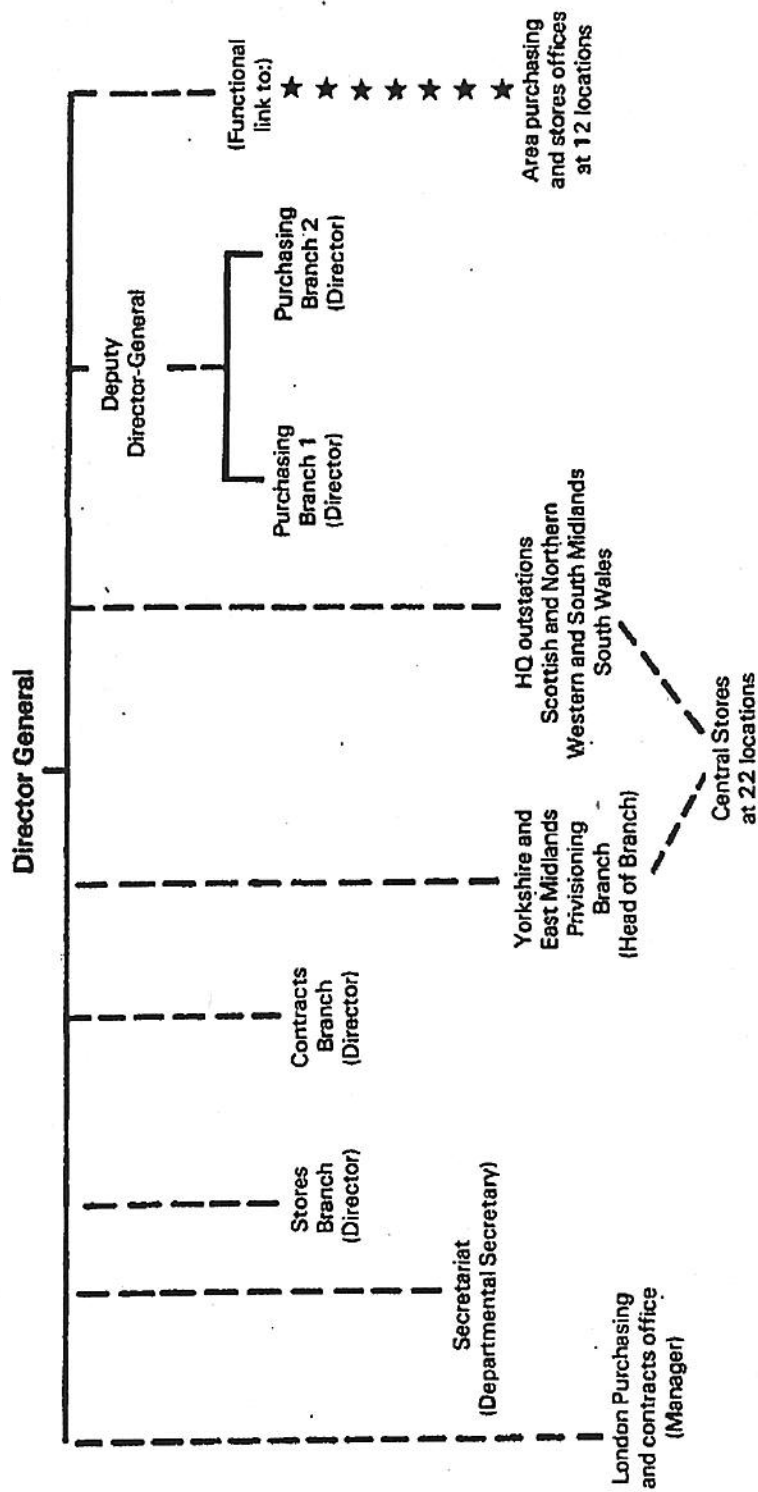 Director General
London Purchasing
and contracts office
(Manager)
Secretariat
(Departmental Secretary)
Stores
Branch
(Director)
Contracts
Branch
(Director)
Yorkshire and
East Midlands
Privisioning
Branch
(Head of Branch)
HQ outstations
Scottish and Northern
Western and South Midlands
South Wales
Central Stores
at 22 locations
Deputy
Director-General
Purchasing
Branch 1
(Director)
Purchasing
Branch 2
(Director)
(Functional
link to:)
Area purchasing
and stores offices
at 12 locations